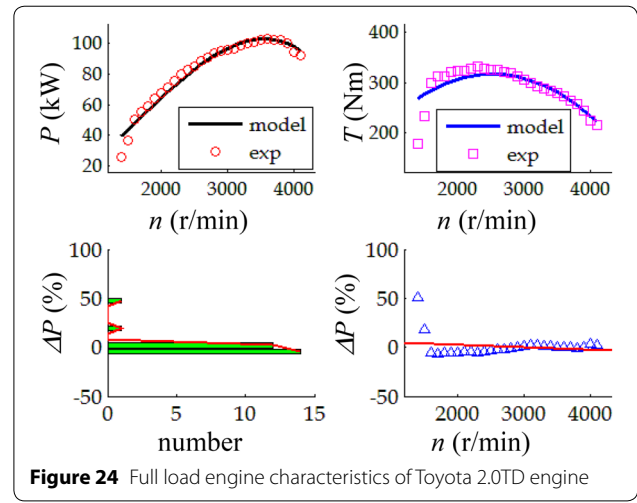 P (kW)
100
80
60
40
20
model
exp
2000
3000
4000
n (r/min)
T (Nm)
400
300
200
model
exp
2000
3000
4000
n (r/min)
ΔP (%)
100
50
0
-50
0
5
10
15
number
ΔP (%)
100
50
0
-50
2000
3000
4000
n (r/min)
Figure 24 Full load engine characteristics of Toyota 2.0TD engine